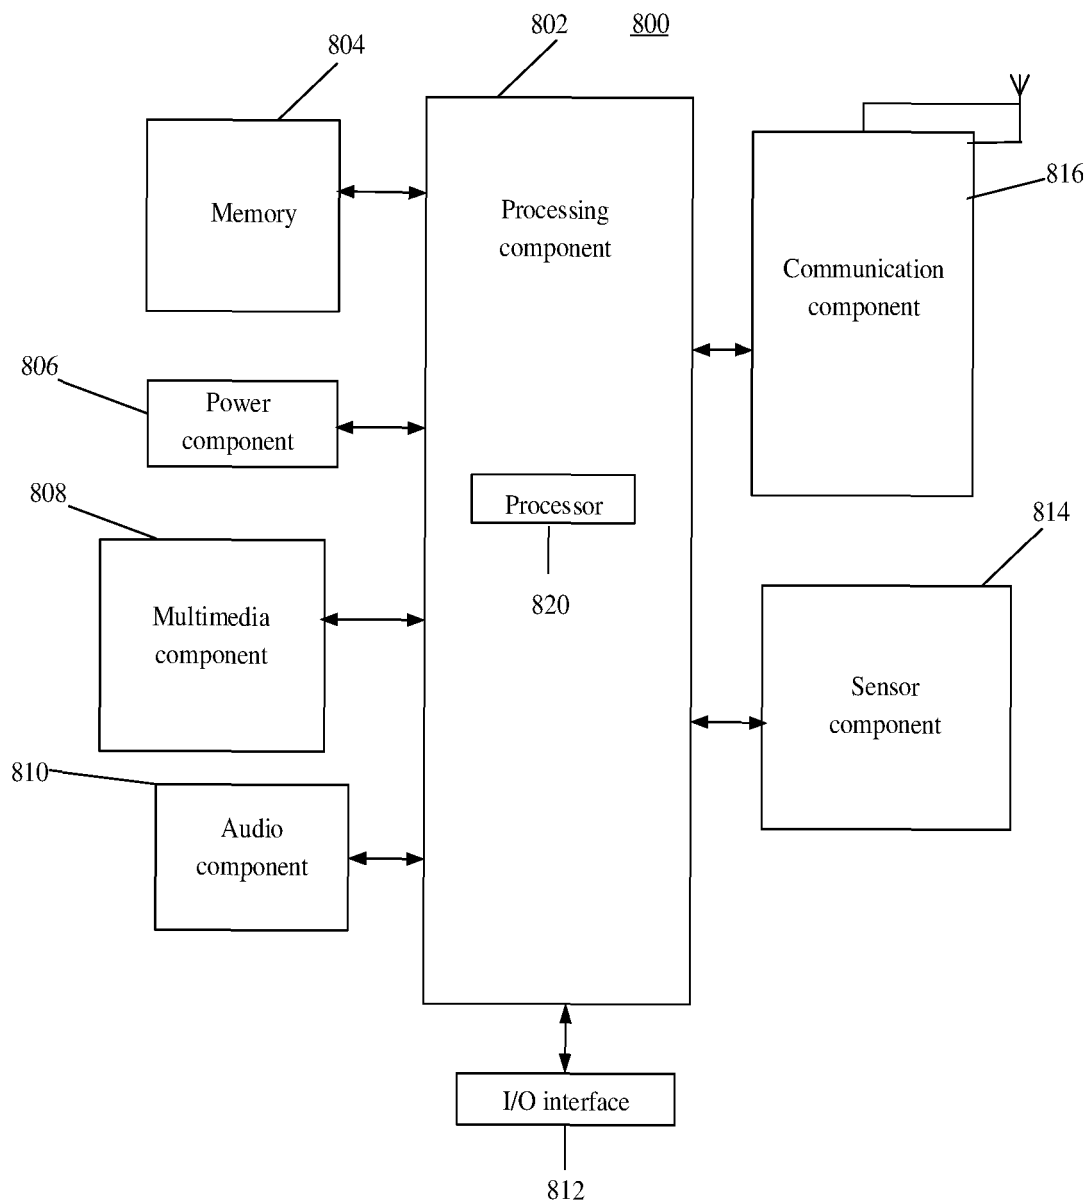 802
800
804
Memory
Processing
component
816
Communication
component
806
Power
component
808
Processor
820
814
Multimedia
component
Sensor
component
810
Audio
component
I/O interface
812